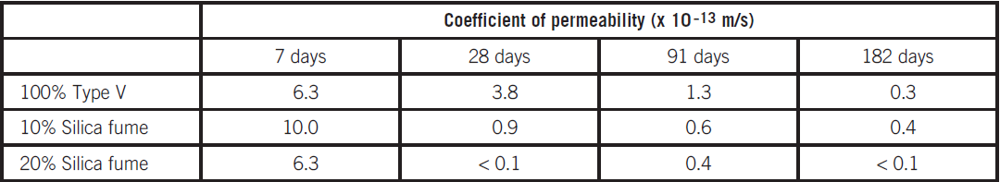 Coefficient of permeability (x 10-13 m/s)
7 days 28 days 91 days 182 days
100% Type V 6.3 3.8 1.3 0.3
10% Silica fume 10.0 0.9 0.6 0.4
20% Silica fume 6.3 < 0.1 0.4 < 0.1